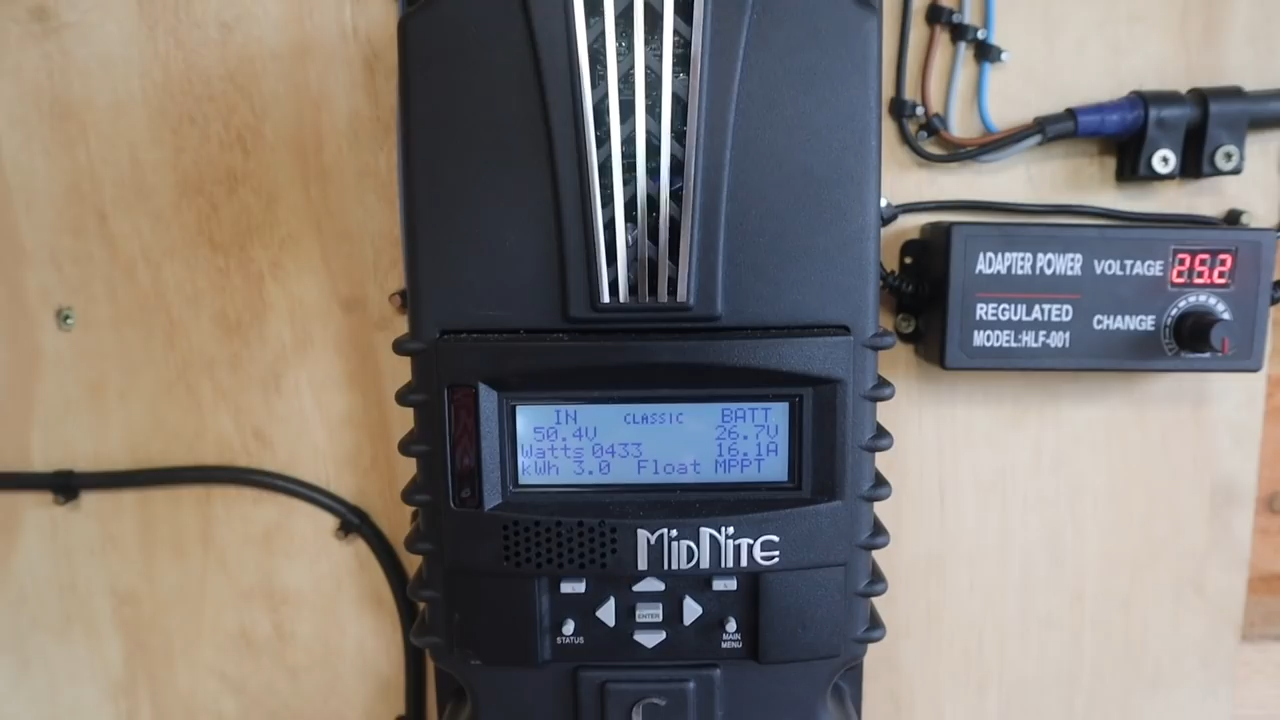 ADAPTER POWER VOLTAGE 25.2
REGULATED
MODEL:HLF-001
CHANGE
IN CLASSIC BATT
50.4V 26.7V
Watts 0433 16.1A
kWh 3.0 Float MPPT
MIDNITE
ENTER
STATUS
MAIN
MENU
C